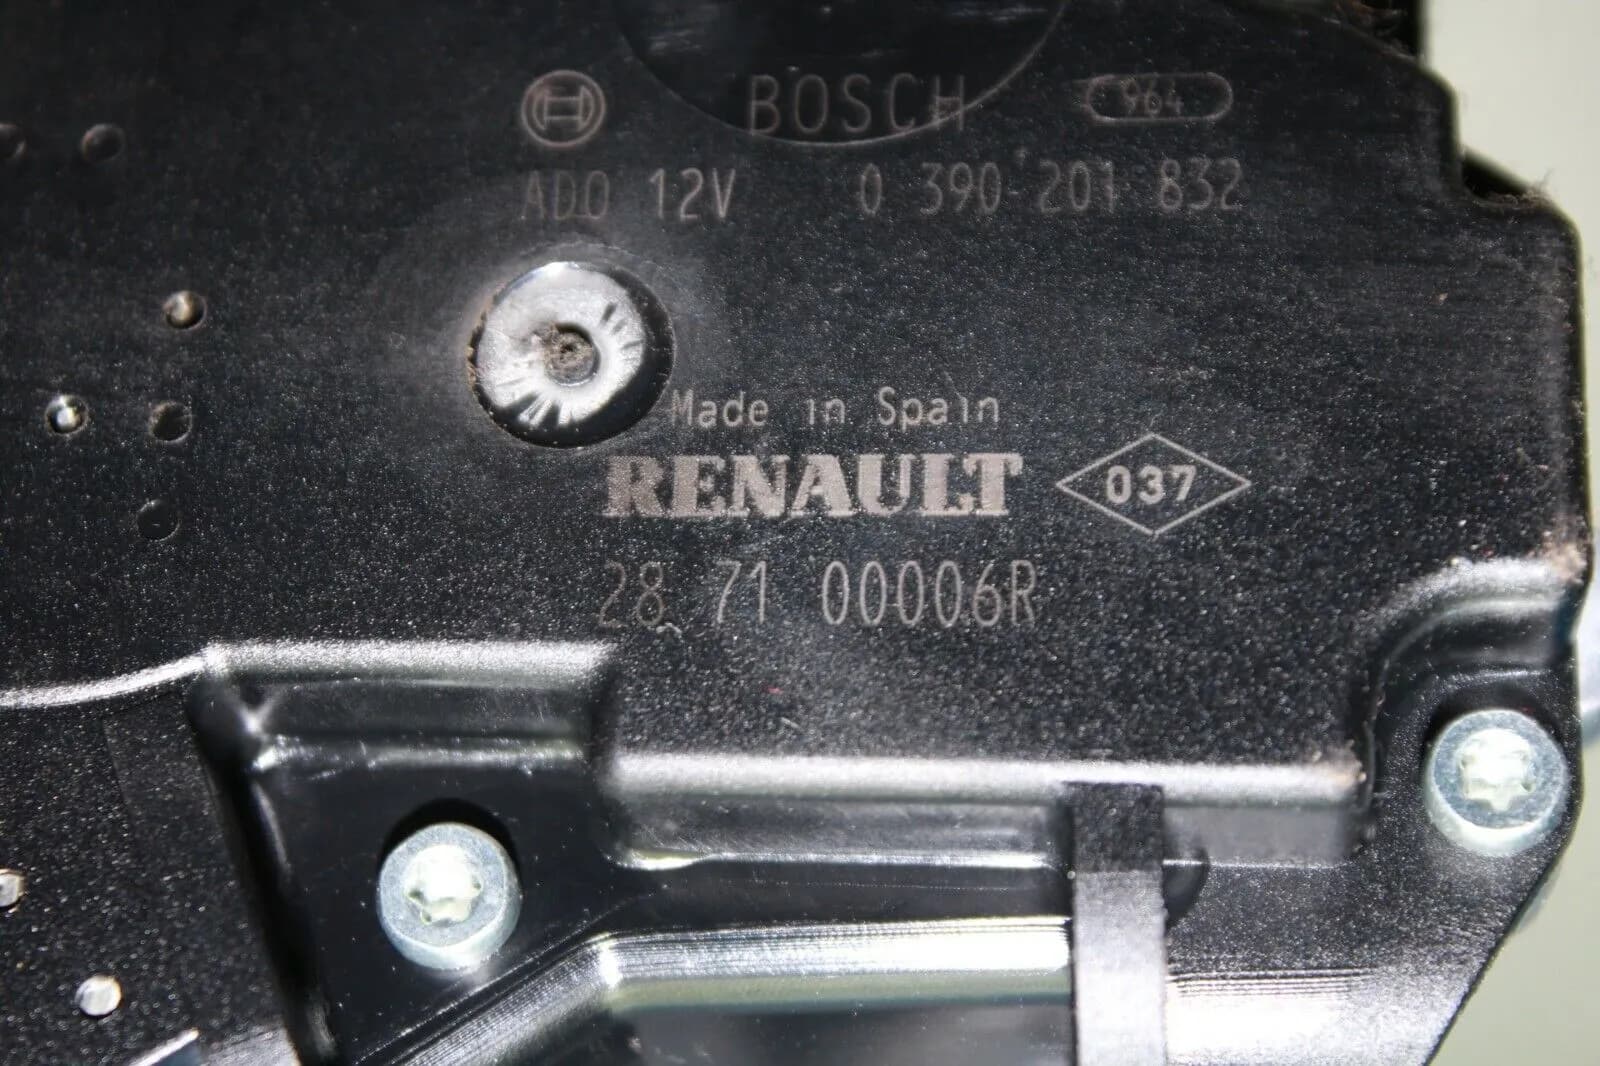 BOSCH 964
ADO 12V 0 390 201 832
Made in Spain
RENAULT 037
28 71 00006R